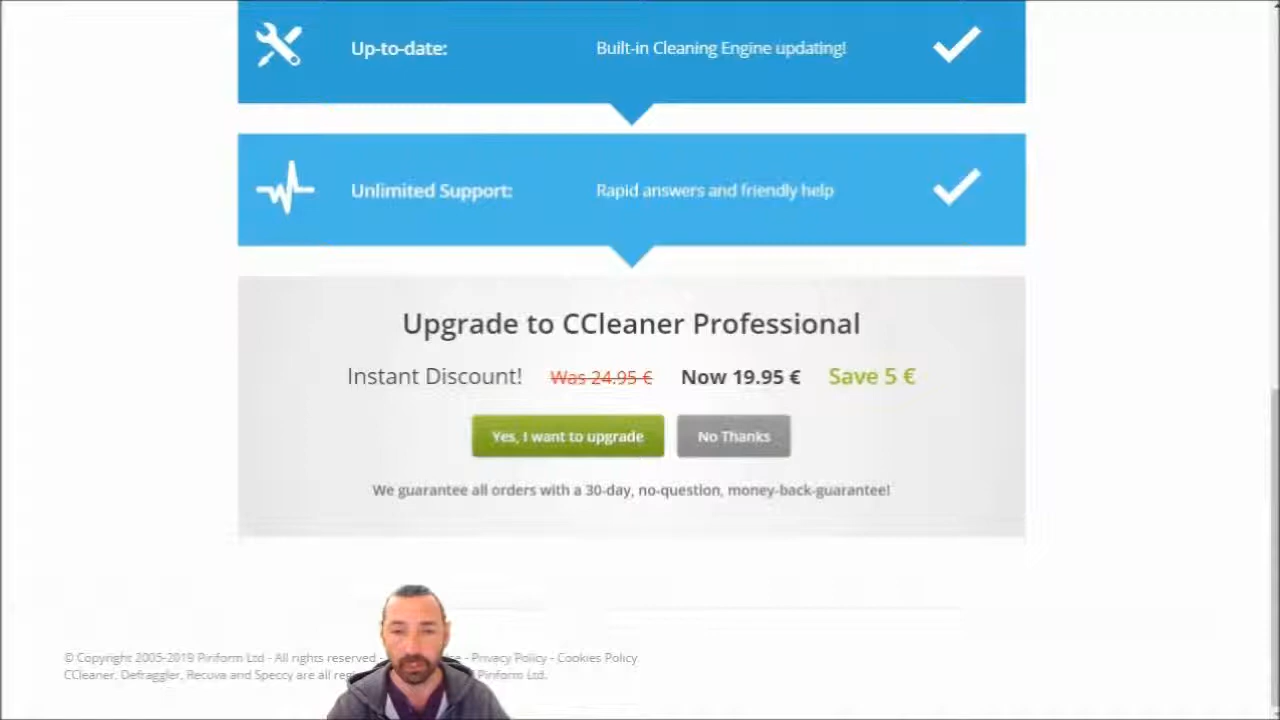 Up-to-date: Built-in Cleaning Engine updating!
Unlimited Support: Rapid answers and friendly help
Upgrade to CCleaner Professional
Instant Discount! Was 24.95 € Now 19.95 € Save 5 €
Yes, I want to upgrade No Thanks
We guarantee all orders with a 30-day, no-question, money-back-guarantee!
© Copyright 2005-2019 Piriform Ltd - All rights reserved - Privacy Policy - Cookies Policy
CCleaner, Defraggler, Recuva and Speccy are all Piriform Ltd.